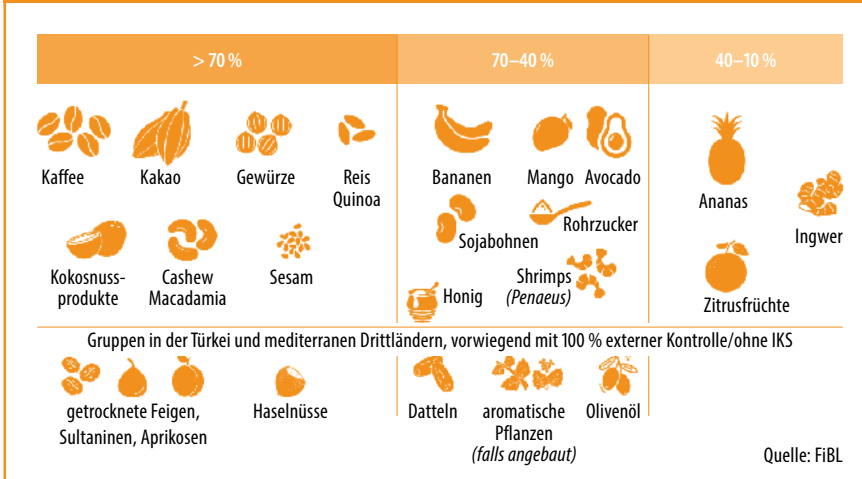 > 70 %
70–40 %
40–10 %
Kaffee
Kakao
Gewürze
Reis
Quinoa
Kokosnuss-
produkte
Cashew
Macadamia
Sesam
Bananen
Mango
Avocado
Sojabohnen
Rohrzucker
Honig
Shrimps
(Penaeus)
Ananas
Ingwer
Zitrusfrüchte
Gruppen in der Türkei und mediterranen Drittländern, vorwiegend mit 100 % externer Kontrolle/ohne IKS
getrocknete Feigen,
Sultaninen, Aprikosen
Haselnüsse
Datteln
aromatische
Pflanzen
(falls angebaut)
Olivenöl
Quelle: FiBL